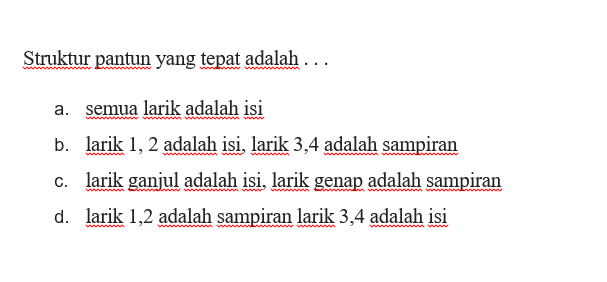 Struktur pantun yang tepat adalah . . .
a. semua larik adalah isi
b. larik 1, 2 adalah isi, larik 3,4 adalah sampiran
c. larik ganjul adalah isi, larik genap adalah sampiran
d. larik 1,2 adalah sampiran larik 3,4 adalah isi